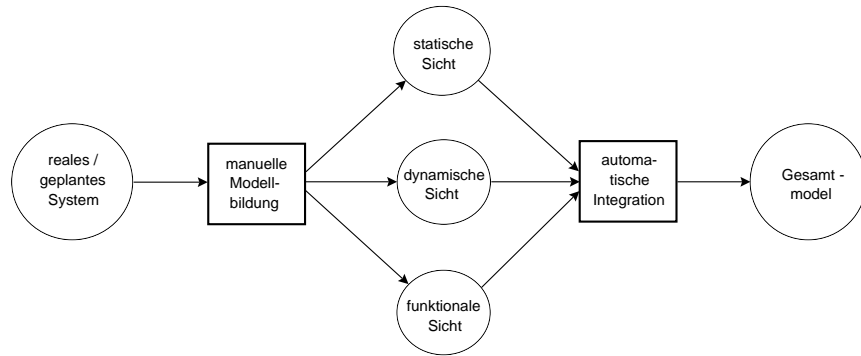 reales /
geplantes
System
manuelle
Modell-
bildung
statische
Sicht
dynamische
Sicht
funktionale
Sicht
automa-
tische
Integration
Gesamt -
model